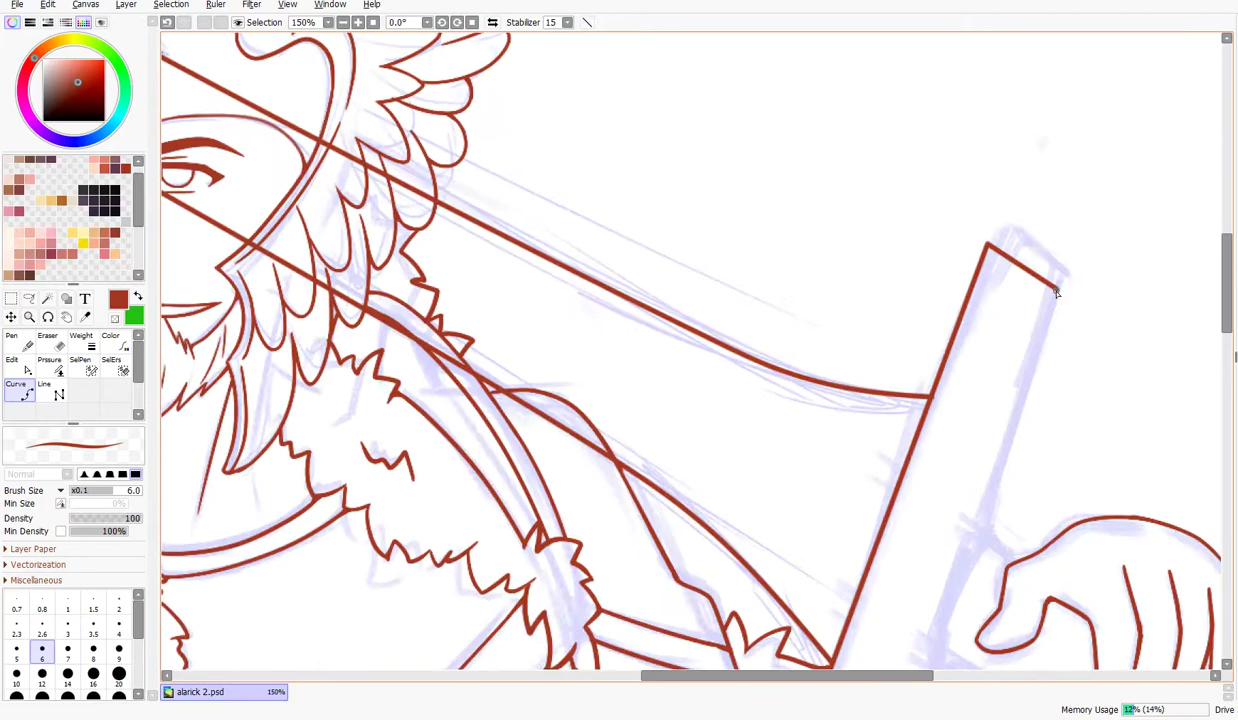 File Edit Canvas Layer Selection Ruler Filter View Window Help
Selection 150% 0.0° Stabilizer 15
T
Pen Eraser Weight Color
Edit Prssure SelPen SelErs
Curve Line
Normal
Brush Size x0.1 6.0
Min Size 0%
Density 100
Min Density 100%
Layer Paper
Vectorization
Miscellaneous
0.7 0.8 1 1.5 2
2.3 2.6 3 3.5 4
5 6 7 8 9
10 12 14 16 20
alarick 2.psd 150%
Memory Usage 12% (14%) Drive